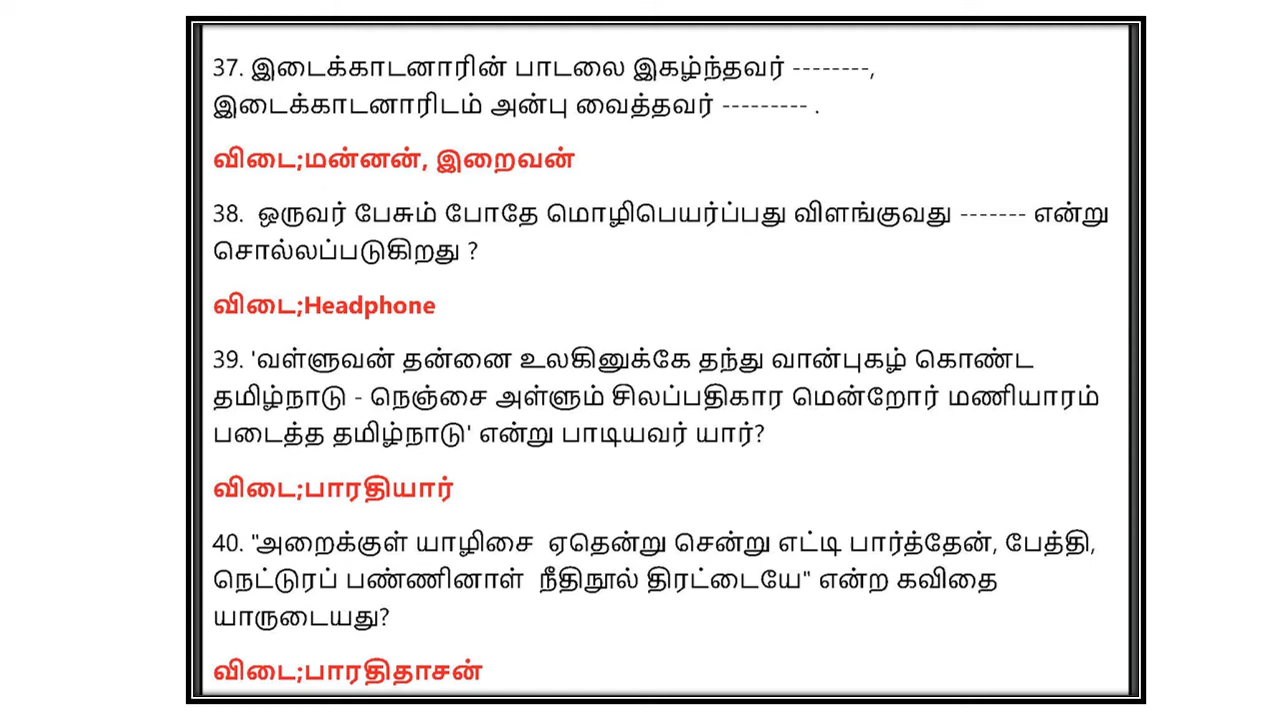 37. இடைக்காடனாரின் பாடலை இகழ்ந்தவர் --------,
இடைக்காடனாரிடம் அன்பு வைத்தவர் --------- .
விடை;மன்னன், இறைவன்
38. ஒருவர் பேசும் போதே மொழிபெயர்ப்பது விளங்குவது ------- என்று
சொல்லப்படுகிறது ?
விடை;Headphone
39. 'வள்ளுவன் தன்னை உலகினுக்கே தந்து வான்புகழ் கொண்ட
தமிழ்நாடு - நெஞ்சை அள்ளும் சிலப்பதிகார மென்றோர் மணியாரம்
படைத்த தமிழ்நாடு' என்று பாடியவர் யார்?
விடை;பாரதியார்
40. "அறைக்குள் யாழிசை ஏதென்று சென்று எட்டி பார்த்தேன், பேத்தி,
நெட்டுரப் பண்ணினாள் நீதிநூல் திரட்டையே" என்ற கவிதை
யாருடையது?
விடை;பாரதிதாசன்